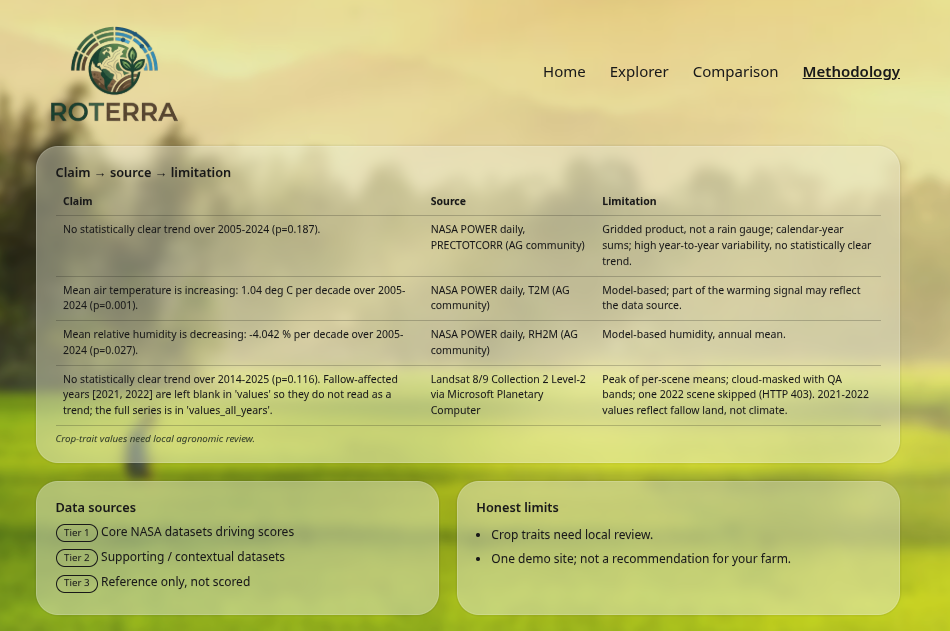 ROTERRA
Home Explorer Comparison Methodology
Claim → source → limitation
Claim Source Limitation
No statistically clear trend over 2005-2024 (p=0.187).
NASA POWER daily,
PRECTOTCORR (AG community)
Gridded product, not a rain gauge; calendar-year
sums; high year-to-year variability, no statistically clear
trend.
Mean air temperature is increasing: 1.04 deg C per decade over 2005-
2024 (p=0.001).
NASA POWER daily, T2M (AG
community)
Model-based; part of the warming signal may reflect
the data source.
Mean relative humidity is decreasing: -4.042 % per decade over 2005-
2024 (p=0.027).
NASA POWER daily, RH2M (AG
community)
Model-based humidity, annual mean.
No statistically clear trend over 2014-2025 (p=0.116). Fallow-affected
years [2021, 2022] are left blank in 'values' so they do not read as a
trend; the full series is in 'values_all_years'.
Landsat 8/9 Collection 2 Level-2
via Microsoft Planetary
Computer
Peak of per-scene means; cloud-masked with QA
bands; one 2022 scene skipped (HTTP 403). 2021-2022
values reflect fallow land, not climate.
Crop-trait values need local agronomic review.
Data sources
Tier 1 Core NASA datasets driving scores
Tier 2 Supporting / contextual datasets
Tier 3 Reference only, not scored
Honest limits
• Crop traits need local review.
• One demo site; not a recommendation for your farm.